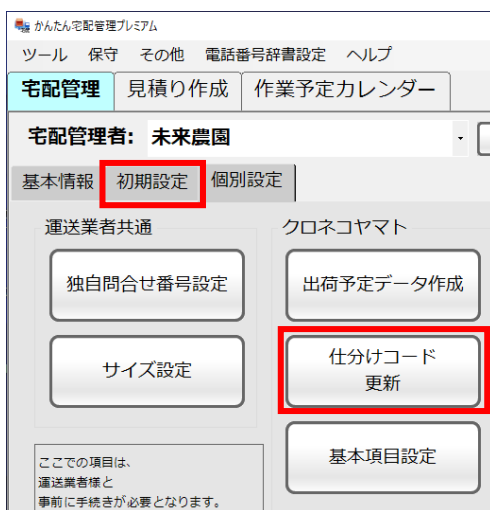 かんたん宅配管理プレミアム
ツール 保守 その他 電話番号辞書設定 ヘルプ
宅配管理 見積り作成 作業予定カレンダー
宅配管理者: 未来農園
基本情報 初期設定 個別設定
運送業者共通
独自問合せ番号設定
サイズ設定
ここでの項目は、
運送業者様と
事前に手続きが必要となります。
クロネコヤマト
出荷予定データ作成
仕分けコード
更新
基本項目設定